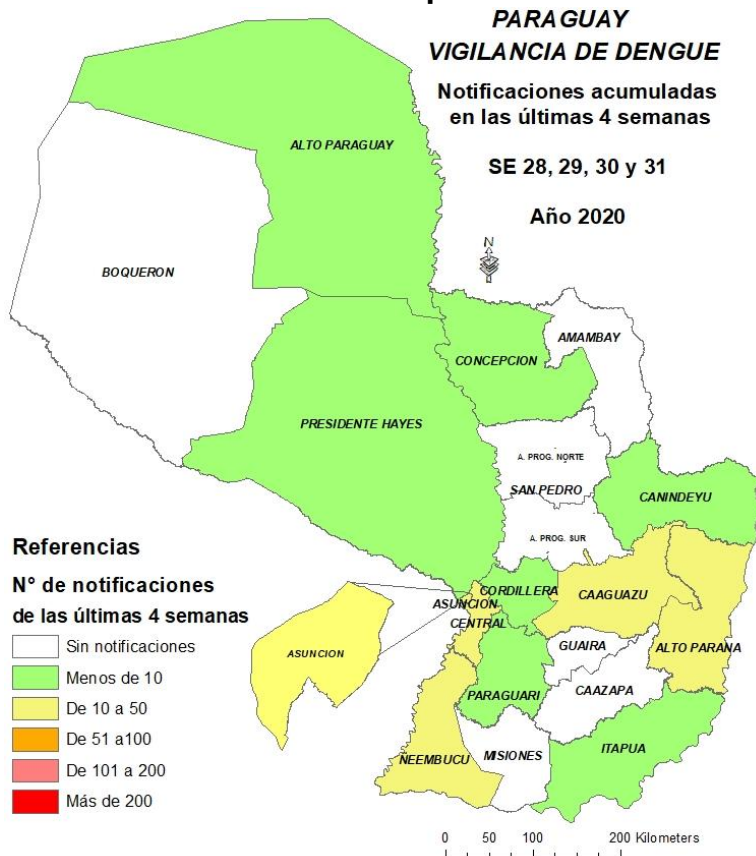 PARAGUAY
VIGILANCIA DE DENGUE
Notificaciones acumuladas
en las últimas 4 semanas
SE 28, 29, 30 y 31
Año 2020
N
ALTO PARAGUAY
BOQUERON
AMAMBAY
CONCEPCION
PRESIDENTE HAYES
A. PROG. NORTE
SAN PEDRO
CANINDEYU
A. PROG. SUR
CORDILLERA
ASUNCION
CAAGUAZU
CENTRAL
GUAIRA
ALTO PARANA
ASUNCION
PARAGUARI
CAAZAPA
NEEMBUCU
MISIONES
ITAPUA
Referencias
N° de notificaciones
de las últimas 4 semanas
Sin notificaciones
Menos de 10
De 10 a 50
De 51 a100
De 101 a 200
Más de 200
0 50 100 200 Kilometers